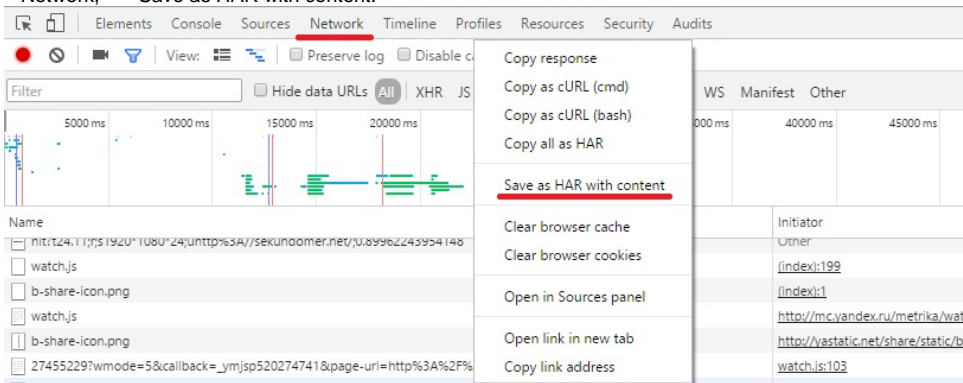 Network, Save as HAR with content.
Elements Console Sources Network Timeline Profiles Resources Security Audits
View: Preserve log Disable
Filter Hide data URLs All XHR JS WS Manifest Other
5000 ms 10000 ms 15000 ms 20000 ms 000 ms 40000 ms 45000 ms
Copy response
Copy as cURL (cmd)
Copy as cURL (bash)
Copy all as HAR
Save as HAR with content
Clear browser cache
Clear browser cookies
Open in Sources panel
Open link in new tab
Copy link address
Name Initiator
Other
watch.js (index):199
b-share-icon.png (index):1
watch.js http://mc.yandex.ru/metrika/wat
b-share-icon.png http://yastatic.net/share/static/b
27455229?wmode=5&callback=_ymjsp520274741&page-url=http%3A%2F% watch.js:103